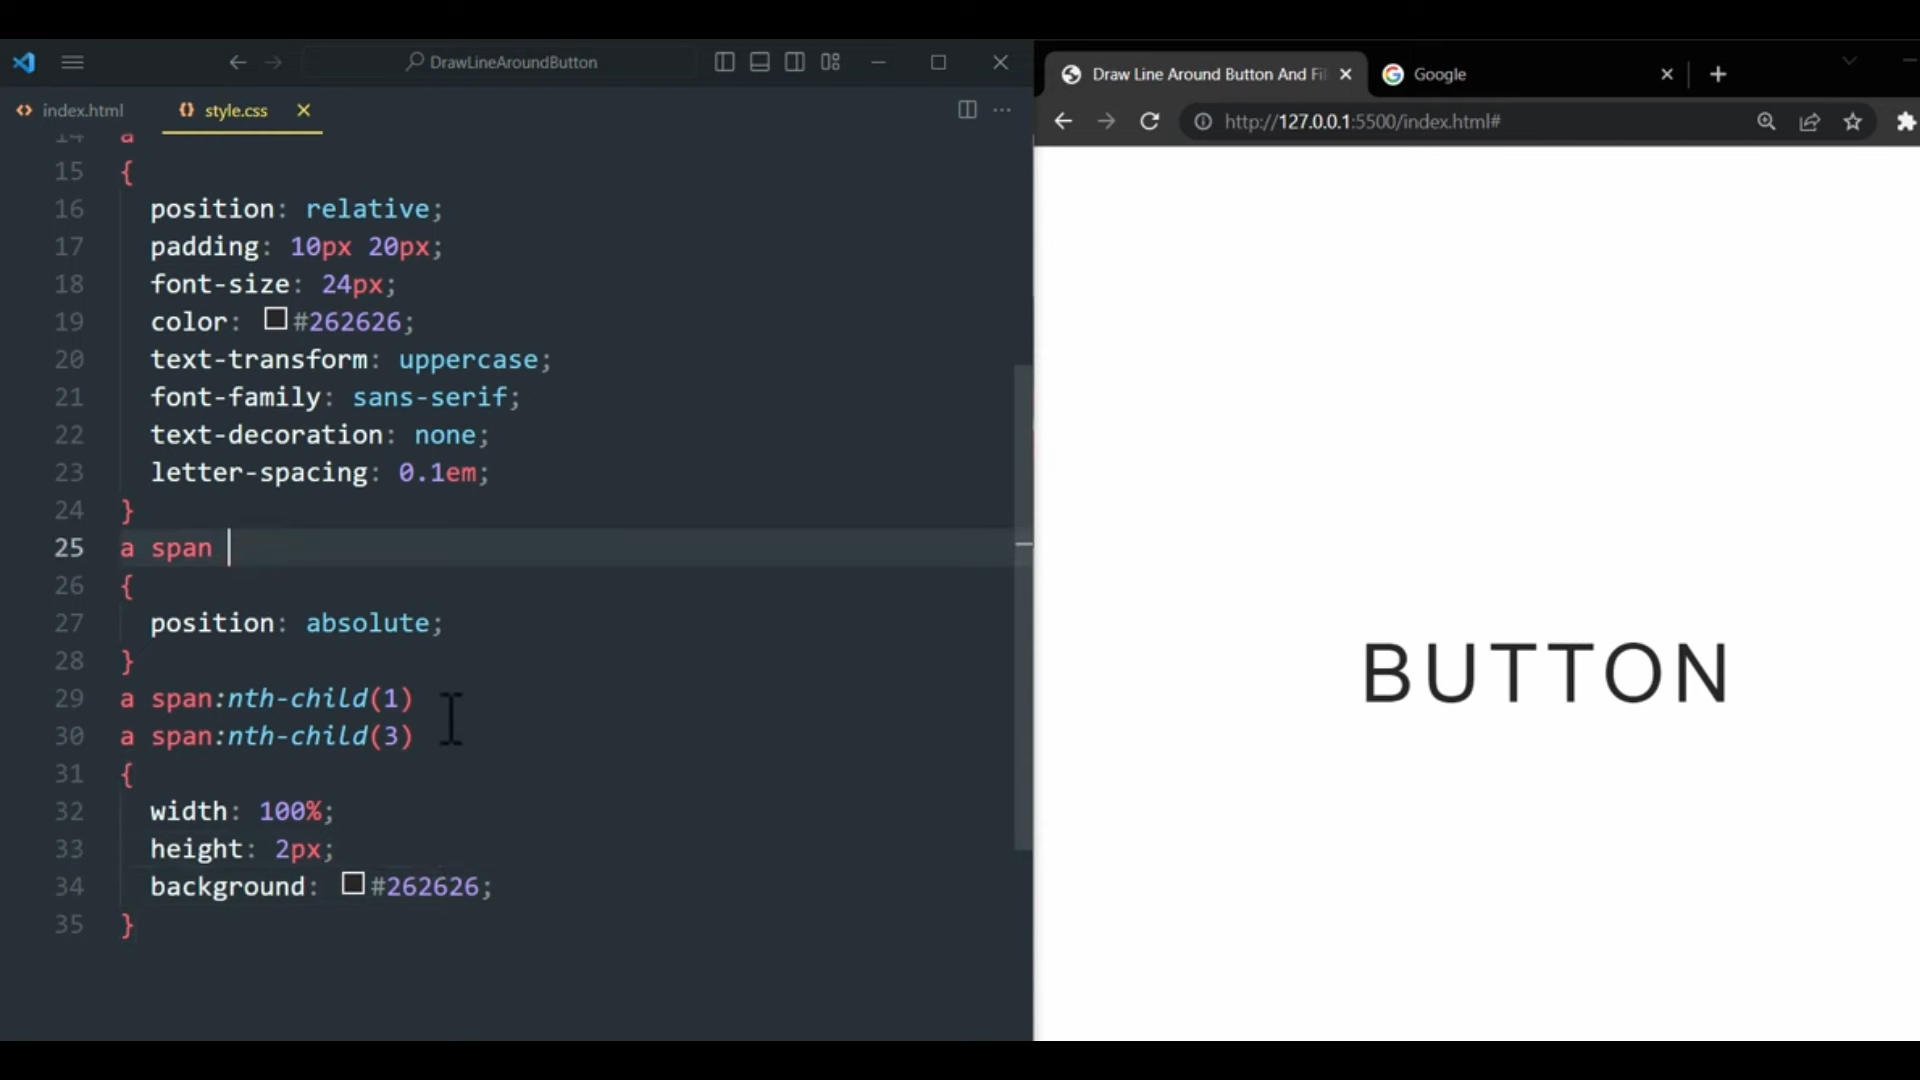 DrawLineAroundButton
index.html
style.css
Draw Line Around Button And Fil
Google
http://127.0.0.1:5500/index.html#
14 a
15 {
16 position: relative;
17 padding: 10px 20px;
18 font-size: 24px;
19 color: #262626;
20 text-transform: uppercase;
21 font-family: sans-serif;
22 text-decoration: none;
23 letter-spacing: 0.1em;
24 }
25 a span
26 {
27 position: absolute;
28 }
29 a span:nth-child(1)
30 a span:nth-child(3)
31 {
32 width: 100%;
33 height: 2px;
34 background: #262626;
35 }
BUTTON